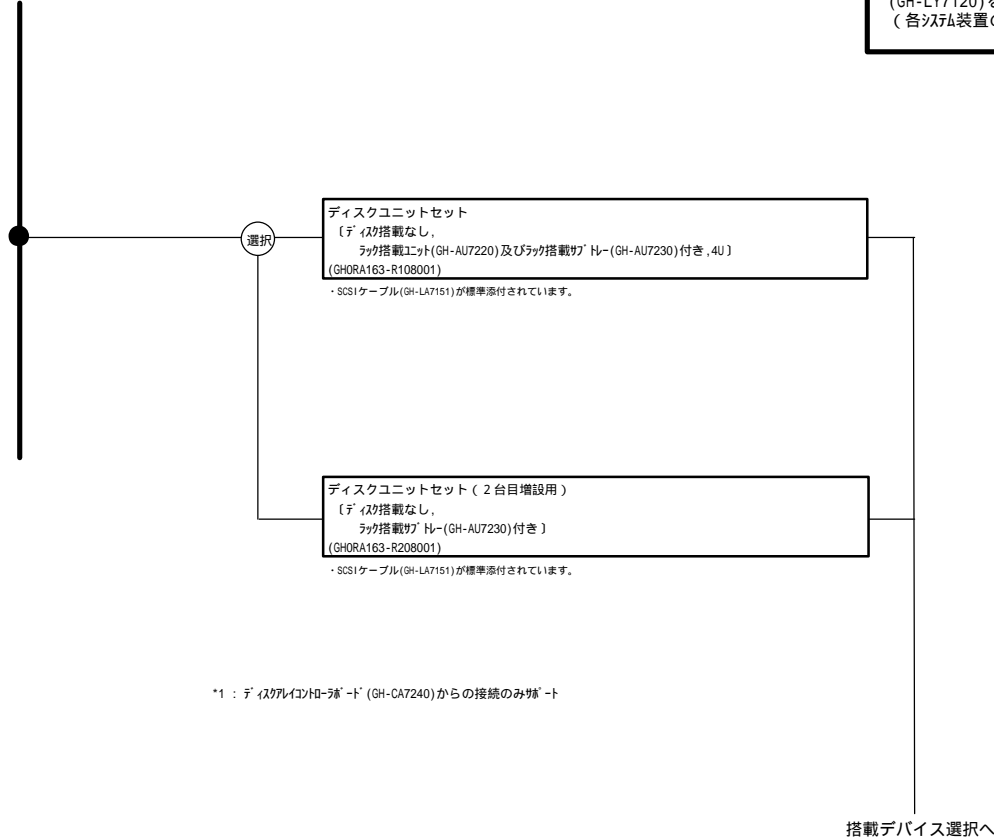 (GH-LY7120)を
(各ｼｽﾃﾑ装置の
選択
ディスクユニットセット
〔ﾃﾞｨｽｸ搭載なし,
ﾗｯｸ搭載ﾕﾆｯﾄ(GH-AU7220)及びﾗｯｸ搭載ｻﾌﾞﾄﾚｰ(GH-AU7230)付き,4U〕
(GH0RA163-R108001)
・SCSIケーブル(GH-LA7151)が標準添付されています。
ディスクユニットセット(2台目増設用)
〔ﾃﾞｨｽｸ搭載なし,
ﾗｯｸ搭載ｻﾌﾞﾄﾚｰ(GH-AU7230)付き〕
(GH0RA163-R208001)
・SCSIケーブル(GH-LA7151)が標準添付されています。
*1 : ﾃﾞｨｽｸｱﾚｲｺﾝﾄﾛｰﾗﾎﾞｰﾄﾞ(GH-CA7240)からの接続のみｻﾎﾟｰﾄ
搭載デバイス選択へ